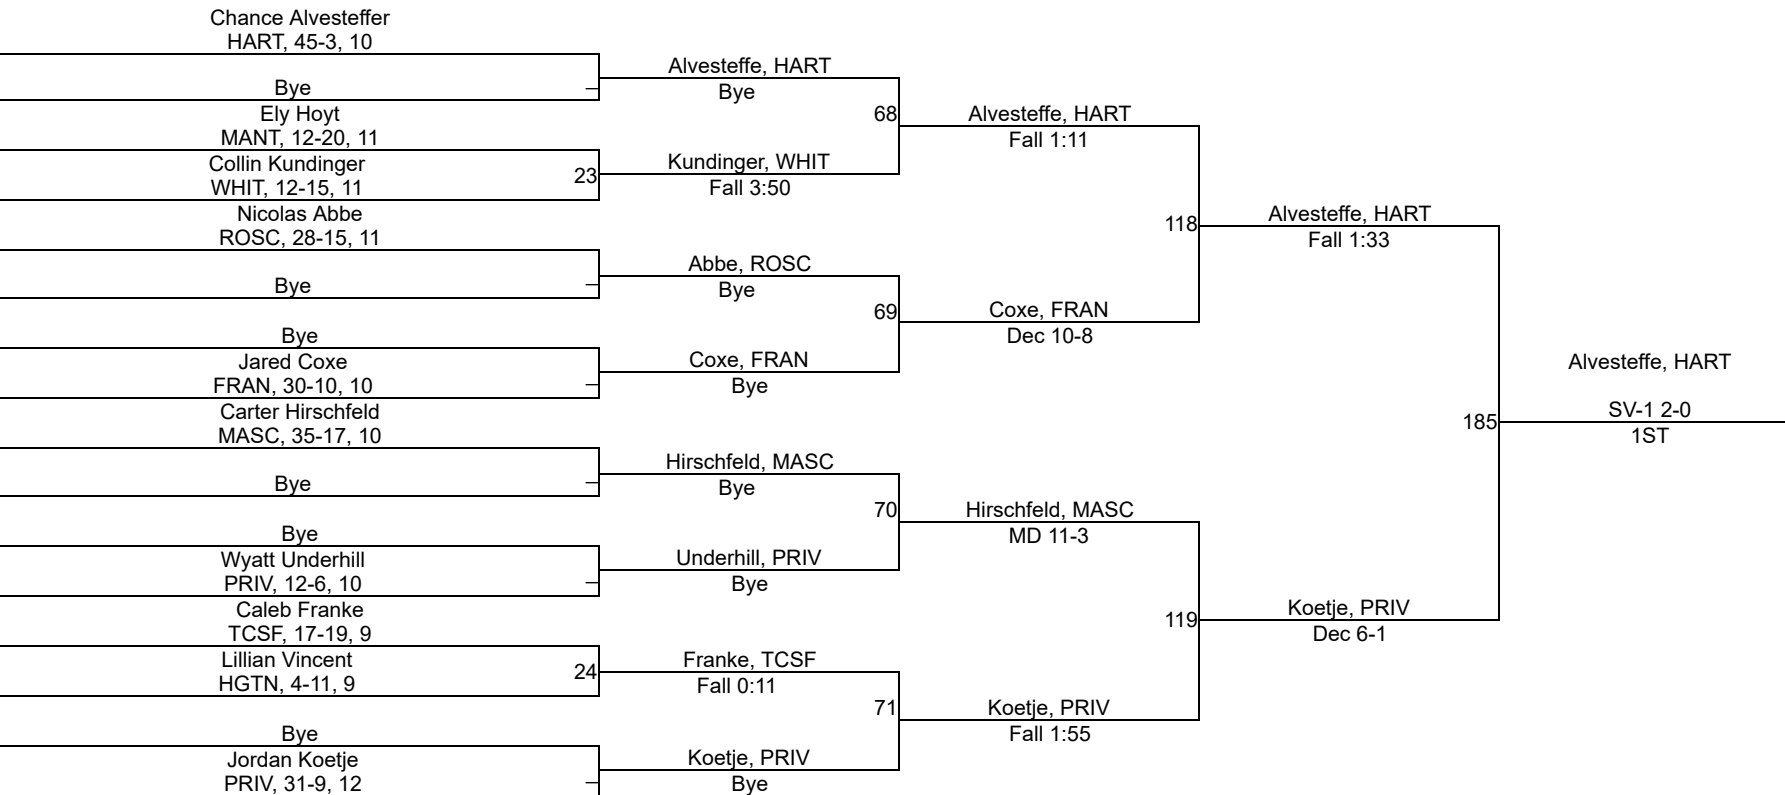 Chance Alvesteffer
HART, 45-3, 10
Bye
Ely Hoyt
MANT, 12-20, 11
Collin Kundinger
WHIT, 12-15, 11
23
Nicolas Abbe
ROSC, 28-15, 11
Bye
Bye
Jared Coxe
FRAN, 30-10, 10
Carter Hirschfeld
MASC, 35-17, 10
Bye
Bye
Wyatt Underhill
PRIV, 12-6, 10
Caleb Franke
TCSF, 17-19, 9
Lillian Vincent
HGTN, 4-11, 9
24
Bye
Jordan Koetje
PRIV, 31-9, 12
Alvesteffe, HART
Bye
68
Kundinger, WHIT
Fall 3:50
Abbe, ROSC
Bye
69
Coxe, FRAN
Bye
Hirschfeld, MASC
Bye
70
Underhill, PRIV
Bye
Franke, TCSF
Fall 0:11
71
Koetje, PRIV
Bye
Alvesteffe, HART
Fall 1:11
118
Coxe, FRAN
Dec 10-8
Hirschfeld, MASC
MD 11-3
119
Koetje, PRIV
Fall 1:55
Alvesteffe, HART
Fall 1:33
185
Koetje, PRIV
Dec 6-1
Alvesteffe, HART
SV-1 2-0
1ST